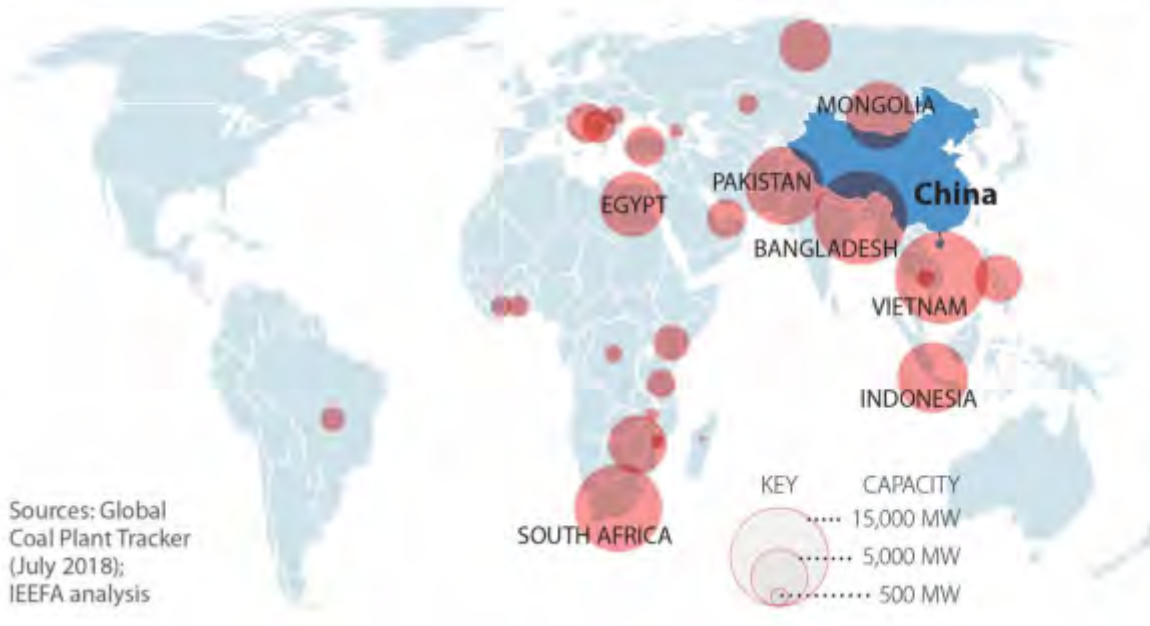 MONGOLIA
PAKISTAN
China
EGYPT
BANGLADESH
VIETNAM
INDONESIA
SOUTH AFRICA
KEY CAPACITY
15,000 MW
5,000 MW
500 MW
Sources: Global
Coal Plant Tracker
(July 2018);
IEEFA analysis